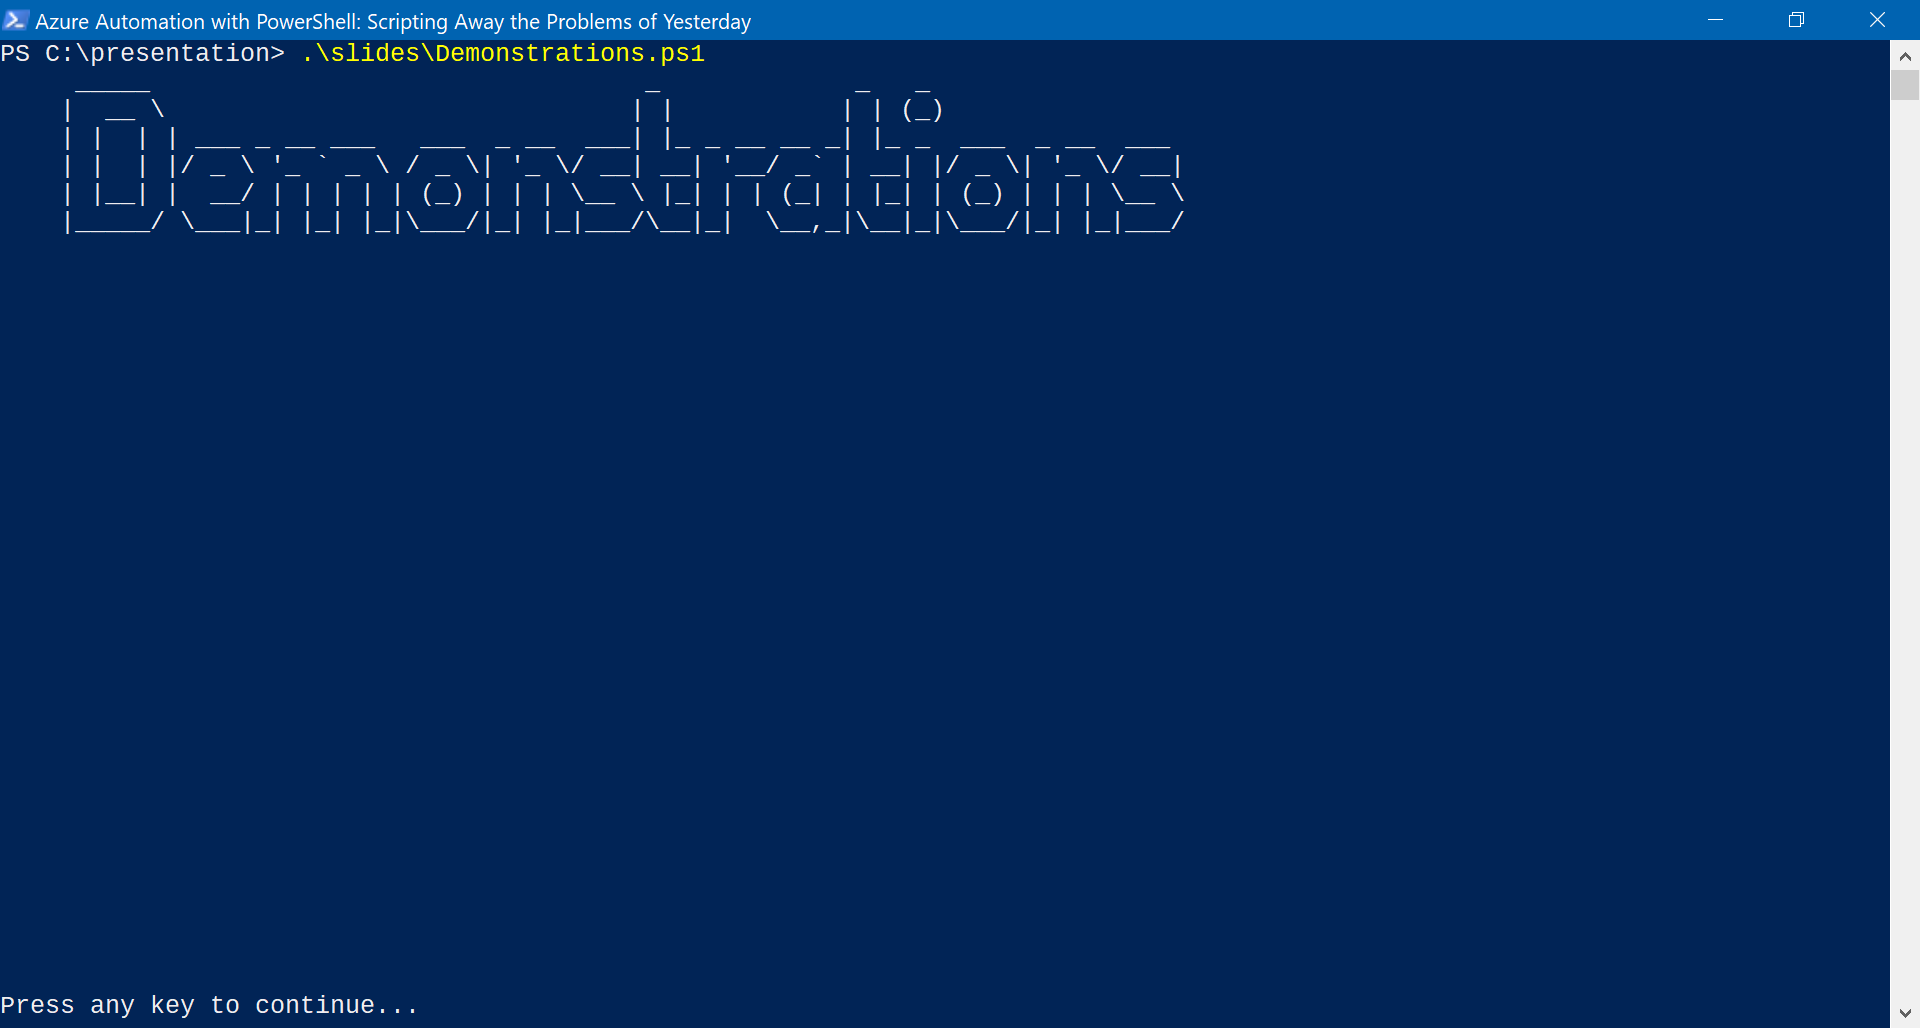 Azure Automation with PowerShell: Scripting Away the Problems of Yesterday
PS C:\presentation> .\slides\Demonstrations.ps1
Demonstrations
Press any key to continue...